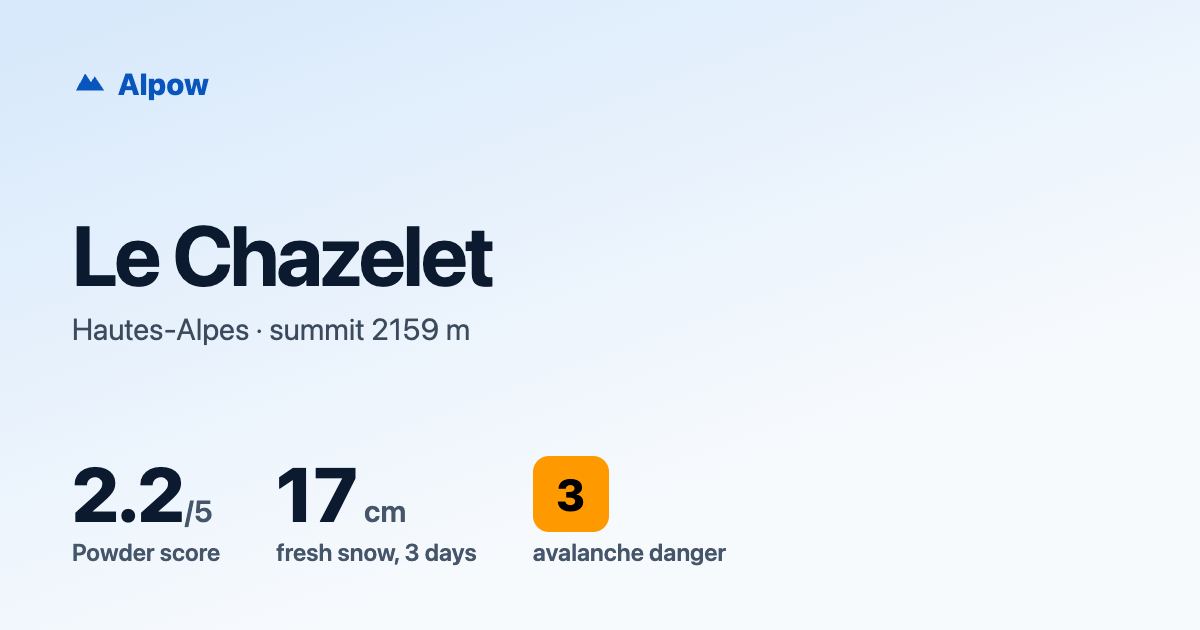 Alpow
Le Chazelet
Hautes-Alpes · summit 2159 m
2.2/5
Powder score
17 cm
fresh snow, 3 days
3
avalanche danger